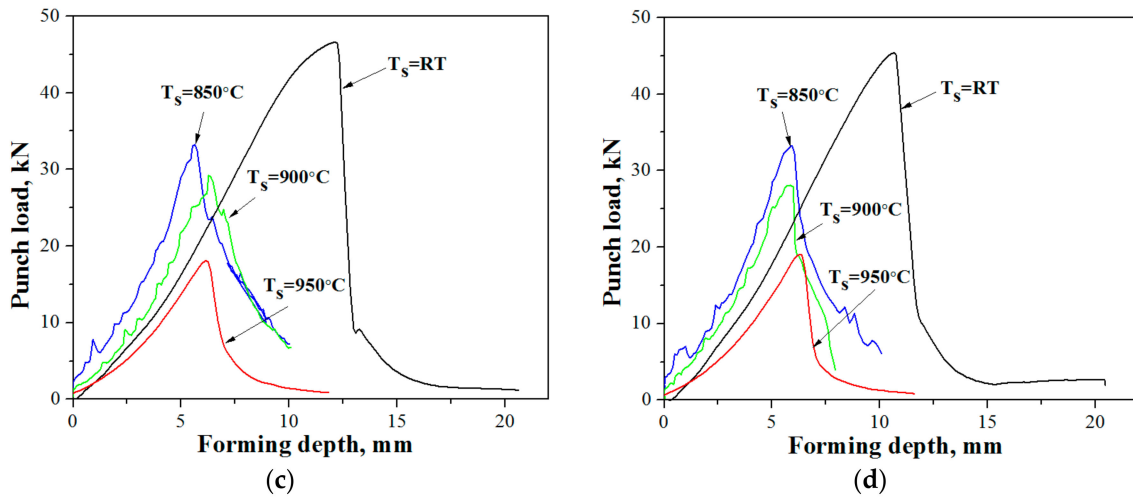 50
40
30
20
10
0
Punch load, kN
T_s=RT
T_s=850°C
T_s=900°C
T_s=950°C
0
5
10
15
20
Forming depth, mm
(c)
50
40
30
20
10
0
Punch load, kN
T_s=850°C
T_s=RT
T_s=900°C
T_s=950°C
0
5
10
15
20
Forming depth, mm
(d)